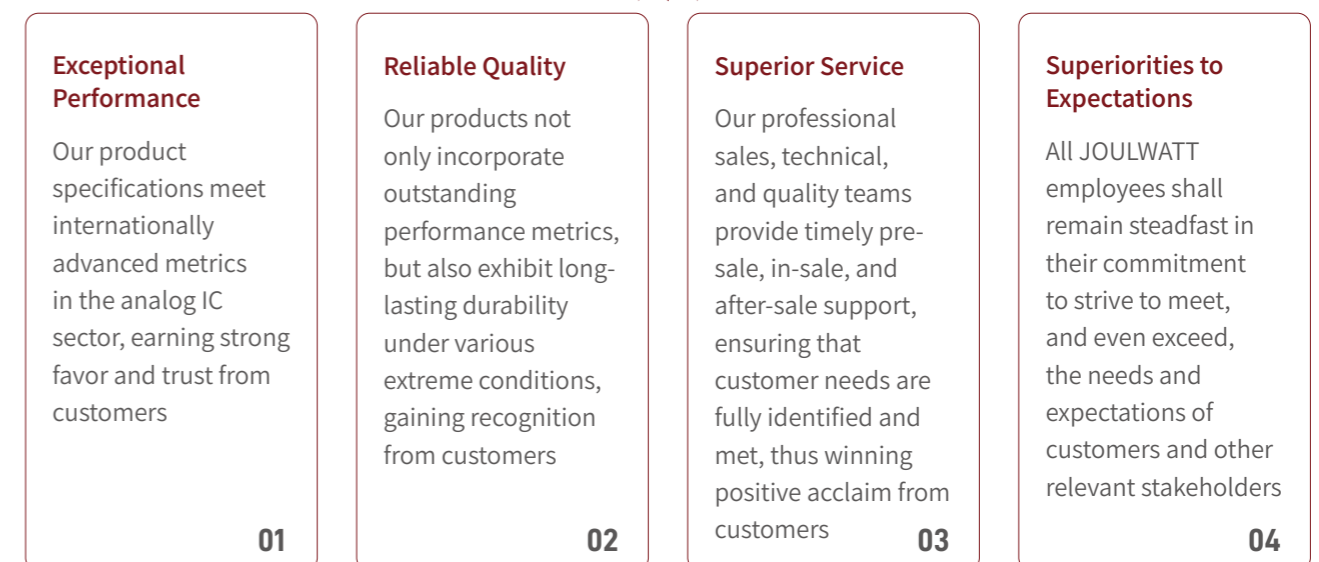 Exceptional
Performance
Our product
specifications meet
internationally
advanced metrics
in the analog IC
sector, earning strong
favor and trust from
customers
01
Reliable Quality
Our products not
only incorporate
outstanding
performance metrics,
but also exhibit long-
lasting durability
under various
extreme conditions,
gaining recognition
from customers
02
Superior Service
Our professional
sales, technical,
and quality teams
provide timely pre-
sale, in-sale, and
after-sale support,
ensuring that
customer needs are
fully identified and
met, thus winning
positive acclaim from
customers
03
Superiorities to
Expectations
All JOULWATT
employees shall
remain steadfast in
their commitment
to strive to meet,
and even exceed,
the needs and
expectations of
customers and other
relevant stakeholders
04